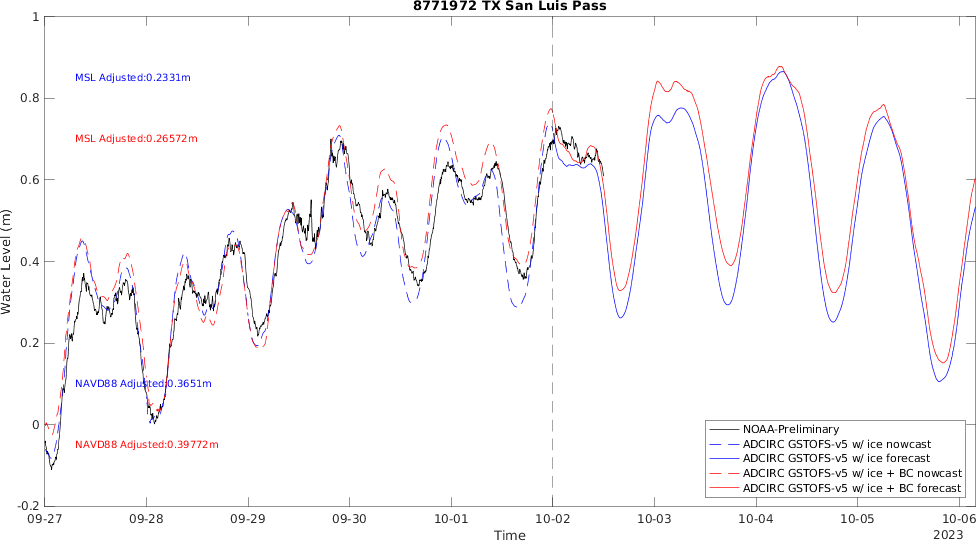 8771972 TX San Luis Pass
1
0.8
0.6
0.4
0.2
0
-0.2
Water Level (m)
MSL Adjusted:0.2331m
MSL Adjusted:0.26572m
NAVD88 Adjusted:0.3651m
NAVD88 Adjusted:0.39772m
NOAA-Preliminary
ADCIRC GSTOFS-v5 w/ ice nowcast
ADCIRC GSTOFS-v5 w/ ice forecast
ADCIRC GSTOFS-v5 w/ ice + BC nowcast
ADCIRC GSTOFS-v5 w/ ice + BC forecast
09-27 09-28 09-29 09-30 10-01 10-02 10-03 10-04 10-05 10-06
Time
2023